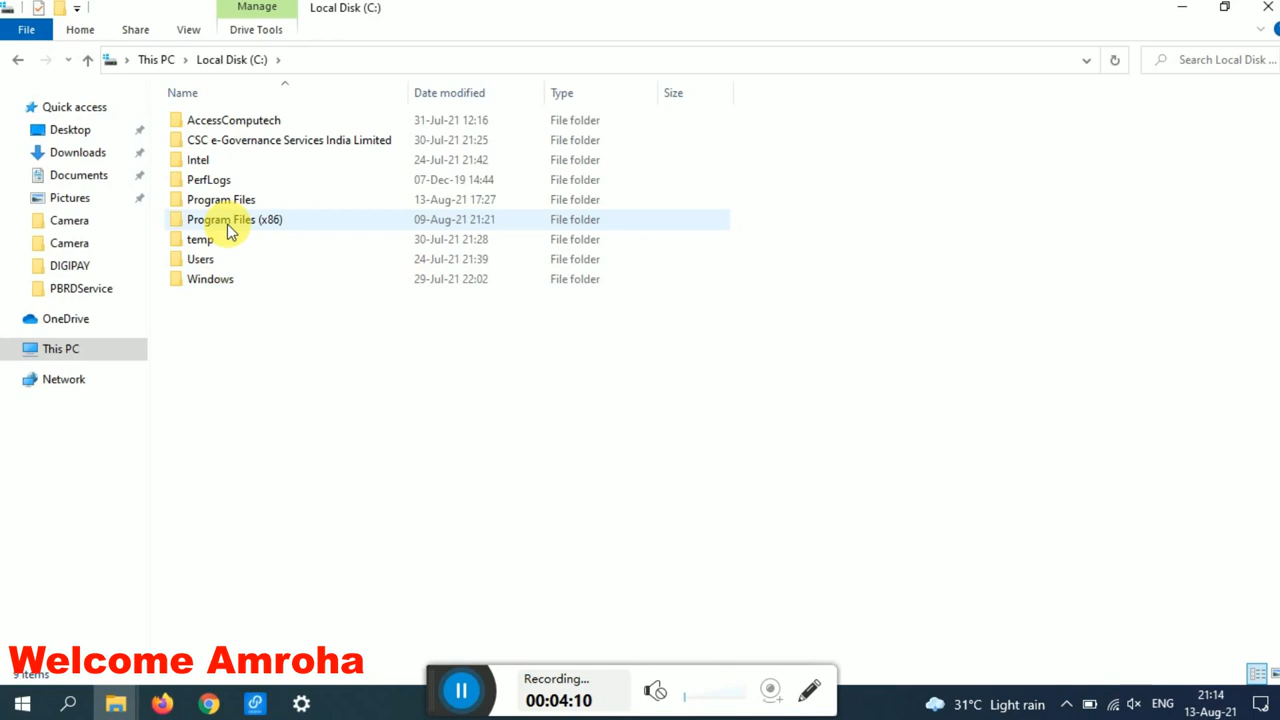 Manage
Local Disk (C:)
File
Home
Share
View
Drive Tools
This PC
Local Disk (C:)
Search Local Disk ...
Name
Date modified
Type
Size
Quick access
Desktop
Downloads
Documents
Pictures
Camera
Camera
DIGIPAY
PBRDService
OneDrive
This PC
Network
AccessComputech 31-Jul-21 12:16 File folder
CSC e-Governance Services India Limited 30-Jul-21 21:25 File folder
Intel 24-Jul-21 21:42 File folder
PerfLogs 07-Dec-19 14:44 File folder
Program Files 13-Aug-21 17:27 File folder
Program Files (x86) 09-Aug-21 21:21 File folder
temp 30-Jul-21 21:28 File folder
Users 24-Jul-21 21:39 File folder
Windows 29-Jul-21 22:02 File folder
Welcome Amroha
items
Recording...
00:04:10
31°C Light rain
ENG
21:14
13-Aug-21